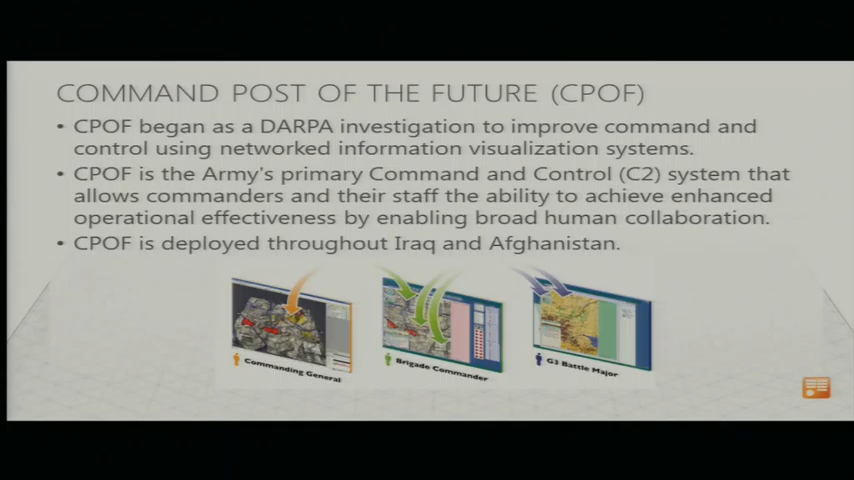 COMMAND POST OF THE FUTURE (CPOF)
• CPOF began as a DARPA investigation to improve command and
control using networked information visualization systems.
• CPOF is the Army's primary Command and Control (C2) system that
allows commanders and their staff the ability to achieve enhanced
operational effectiveness by enabling broad human collaboration.
• CPOF is deployed throughout Iraq and Afghanistan.
Commanding General
Brigade Commander
G3 Battle Major